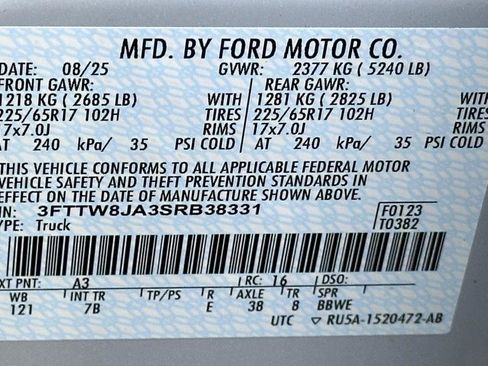 MFD. BY FORD MOTOR CO.
DATE: 08/25 GVWR: 2377 KG ( 5240 LB)
FRONT GAWR: REAR GAWR:
1218 KG ( 2685 LB) WITH 1281 KG ( 2825 LB) WITH
225/65R17 102H TIRES 225/65R17 102H TIRES
17x7.0J RIMS 17x7.0J RIMS
AT 240 kPa/ 35 PSI COLD AT 240 kPa/ 35 PSI COLD
THIS VEHICLE CONFORMS TO ALL APPLICABLE FEDERAL MOTOR
VEHICLE SAFETY AND THEFT PREVENTION STANDARDS IN
EFFECT ON THE DATE OF MANUFACTURE SHOWN ABOVE.
IN: 3FTTW8JA3SRB38331 F0123
YPE: Truck T0382
XT PNT: A3 RC: 16 DSO:
WB INT TR TP/PS R AXLE TR SPR
121 7B E 38 8 BBWE
UTC RU5A-1520472-AB